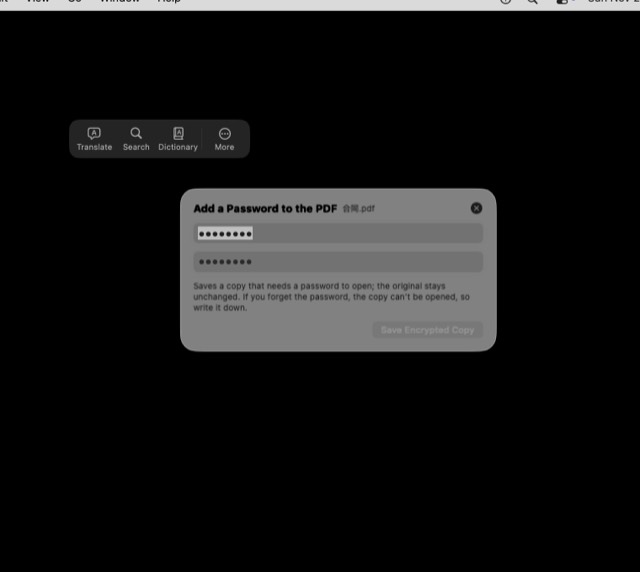 View Go Window Help
Translate Search Dictionary More
Add a Password to the PDF 合同.pdf
••••••••
••••••••
Saves a copy that needs a password to open; the original stays
unchanged. If you forget the password, the copy can't be opened, so
write it down.
Save Encrypted Copy